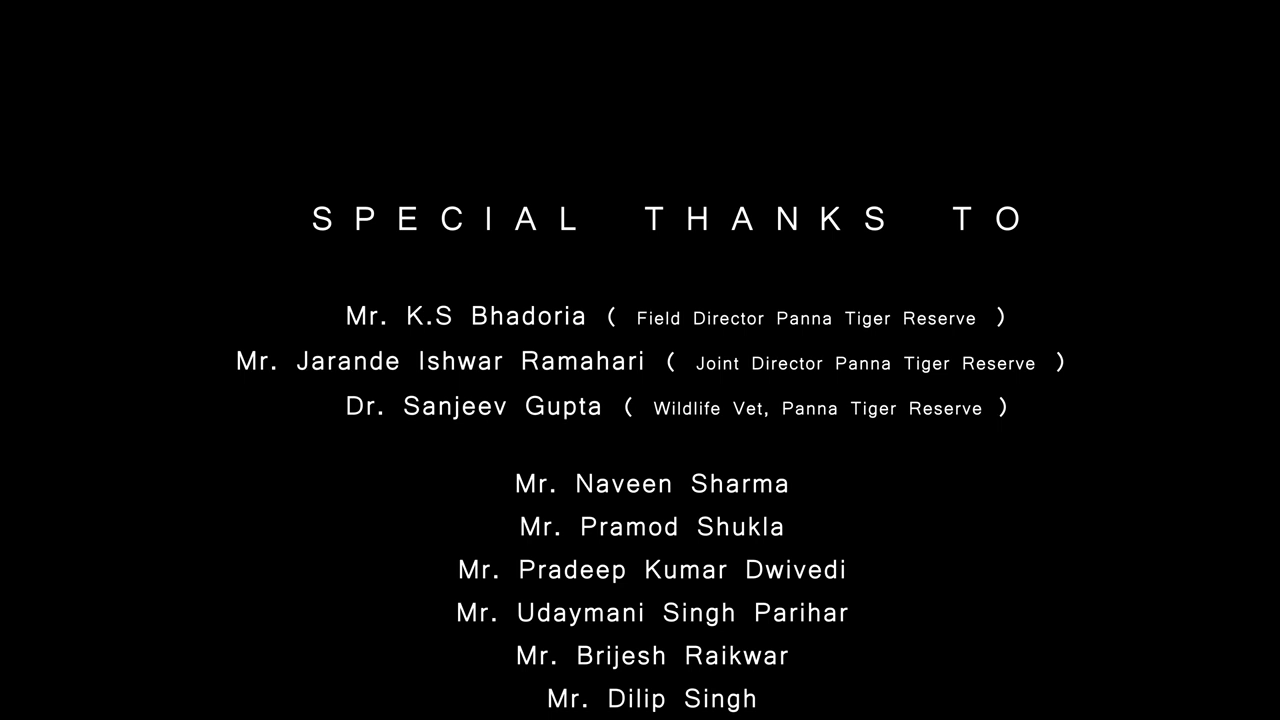 SPECIAL THANKS TO
Mr. K.S Bhadoria ( Field Director Panna Tiger Reserve )
Mr. Jarande Ishwar Ramahari ( Joint Director Panna Tiger Reserve )
Dr. Sanjeev Gupta ( Wildlife Vet, Panna Tiger Reserve )
Mr. Naveen Sharma
Mr. Pramod Shukla
Mr. Pradeep Kumar Dwivedi
Mr. Udaymani Singh Parihar
Mr. Brijesh Raikwar
Mr. Dilip Singh